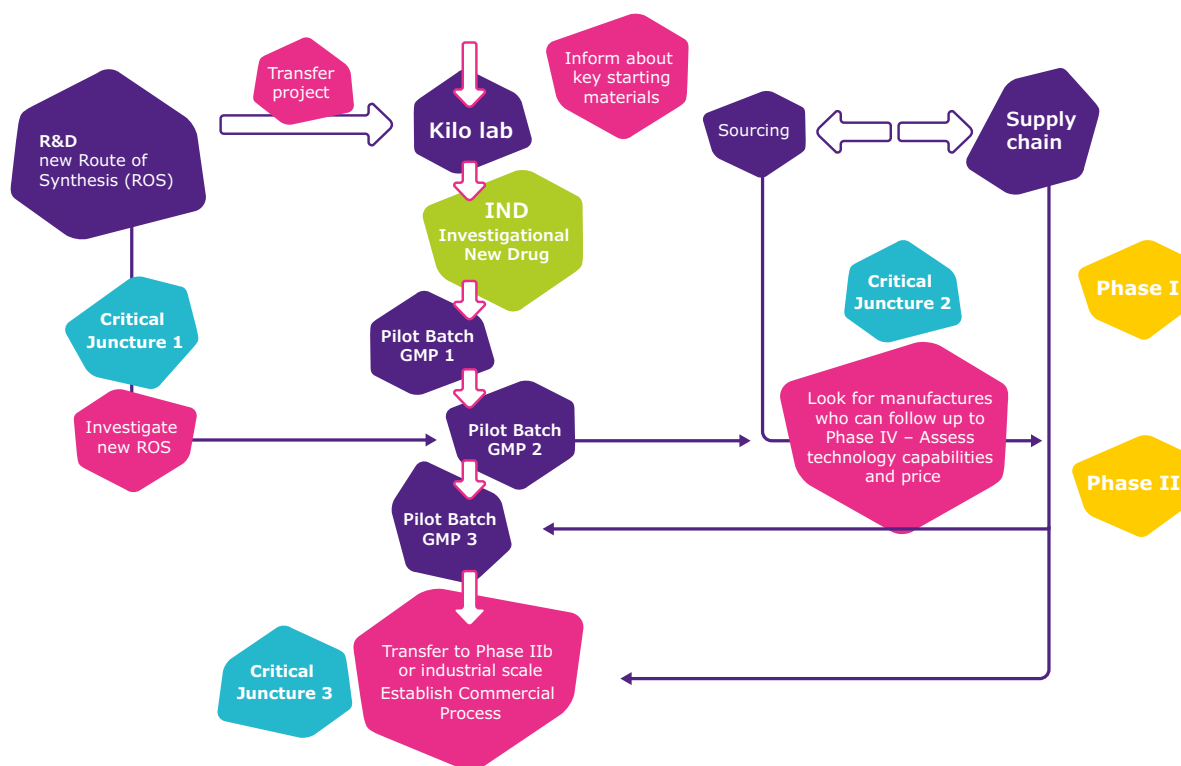 Transfer
project
Inform about
key starting
materials
R&D
new Route of
Synthesis (ROS)
Kilo lab
Sourcing
Supply
chain
IND
Investigational
New Drug
Critical
Juncture 1
Critical
Juncture 2
Phase I
Pilot Batch
GMP 1
Investigate
new ROS
Pilot Batch
GMP 2
Look for manufactures
who can follow up to
Phase IV – Assess
technology capabilities
and price
Phase II
Pilot Batch
GMP 3
Critical
Juncture 3
Transfer to Phase IIb
or industrial scale
Establish Commercial
Process